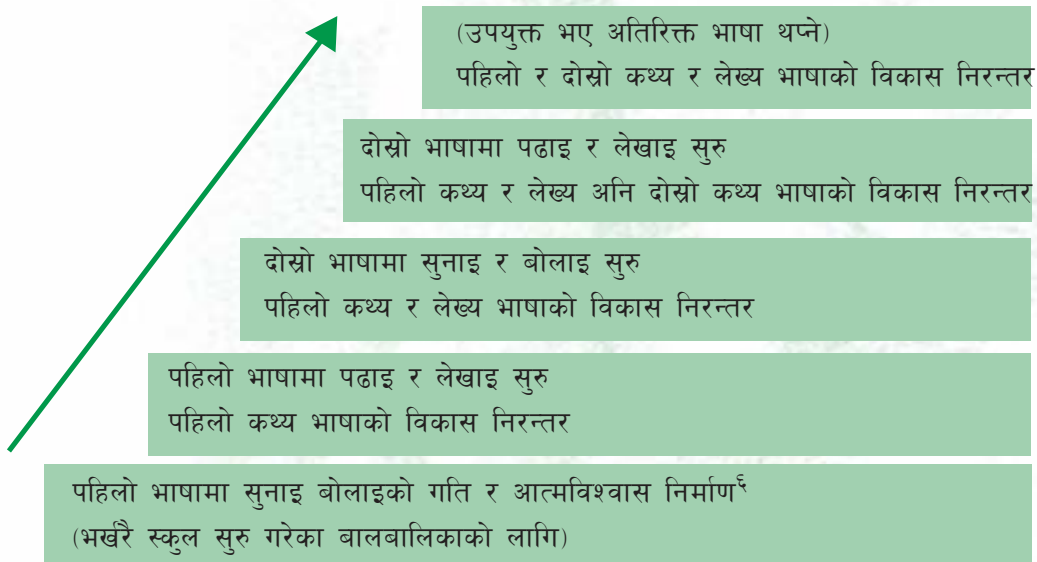 (उपयुक्त भए अतिरिक्त भाषा थप्ने)
पहिलो र दोस्रो कथ्य र लेख्य भाषाको विकास निरन्तर
दोस्रो भाषामा पढाइ र लेखाइ सुरु
पहिलो कथ्य र लेख्य अनि दोस्रो कथ्य भाषाको विकास निरन्तर
दोस्रो भाषामा सुनाइ र बोलाइ सुरु
पहिलो कथ्य र लेख्य भाषाको विकास निरन्तर
पहिलो भाषामा पढाइ र लेखाइ सुरु
पहिलो कथ्य भाषाको विकास निरन्तर
पहिलो भाषामा सुनाइ बोलाइको गति र आत्मविश्वास निर्माण६
(भर्खरै स्कुल सुरु गरेका बालबालिकाको लागि)